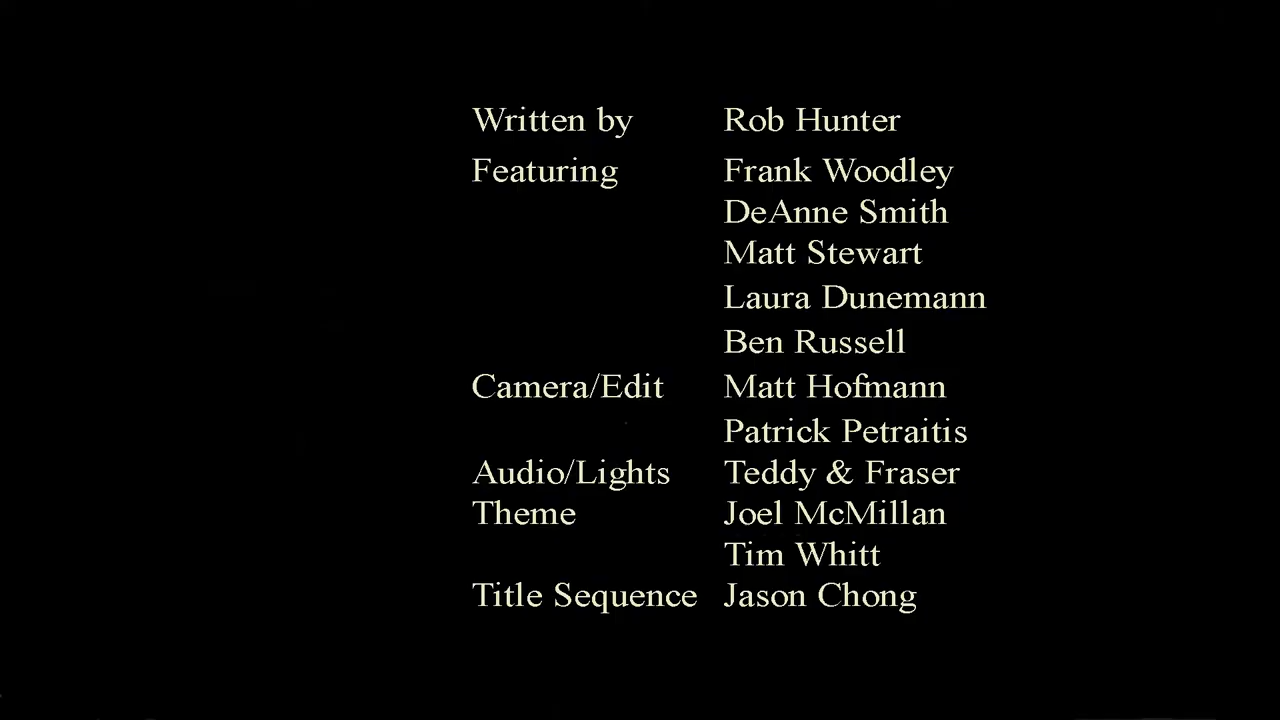 Written by Rob Hunter
Featuring Frank Woodley
DeAnne Smith
Matt Stewart
Laura Dunemann
Ben Russell
Camera/Edit Matt Hofmann
Patrick Petraitis
Audio/Lights Teddy & Fraser
Theme Joel McMillan
Tim Whitt
Title Sequence Jason Chong